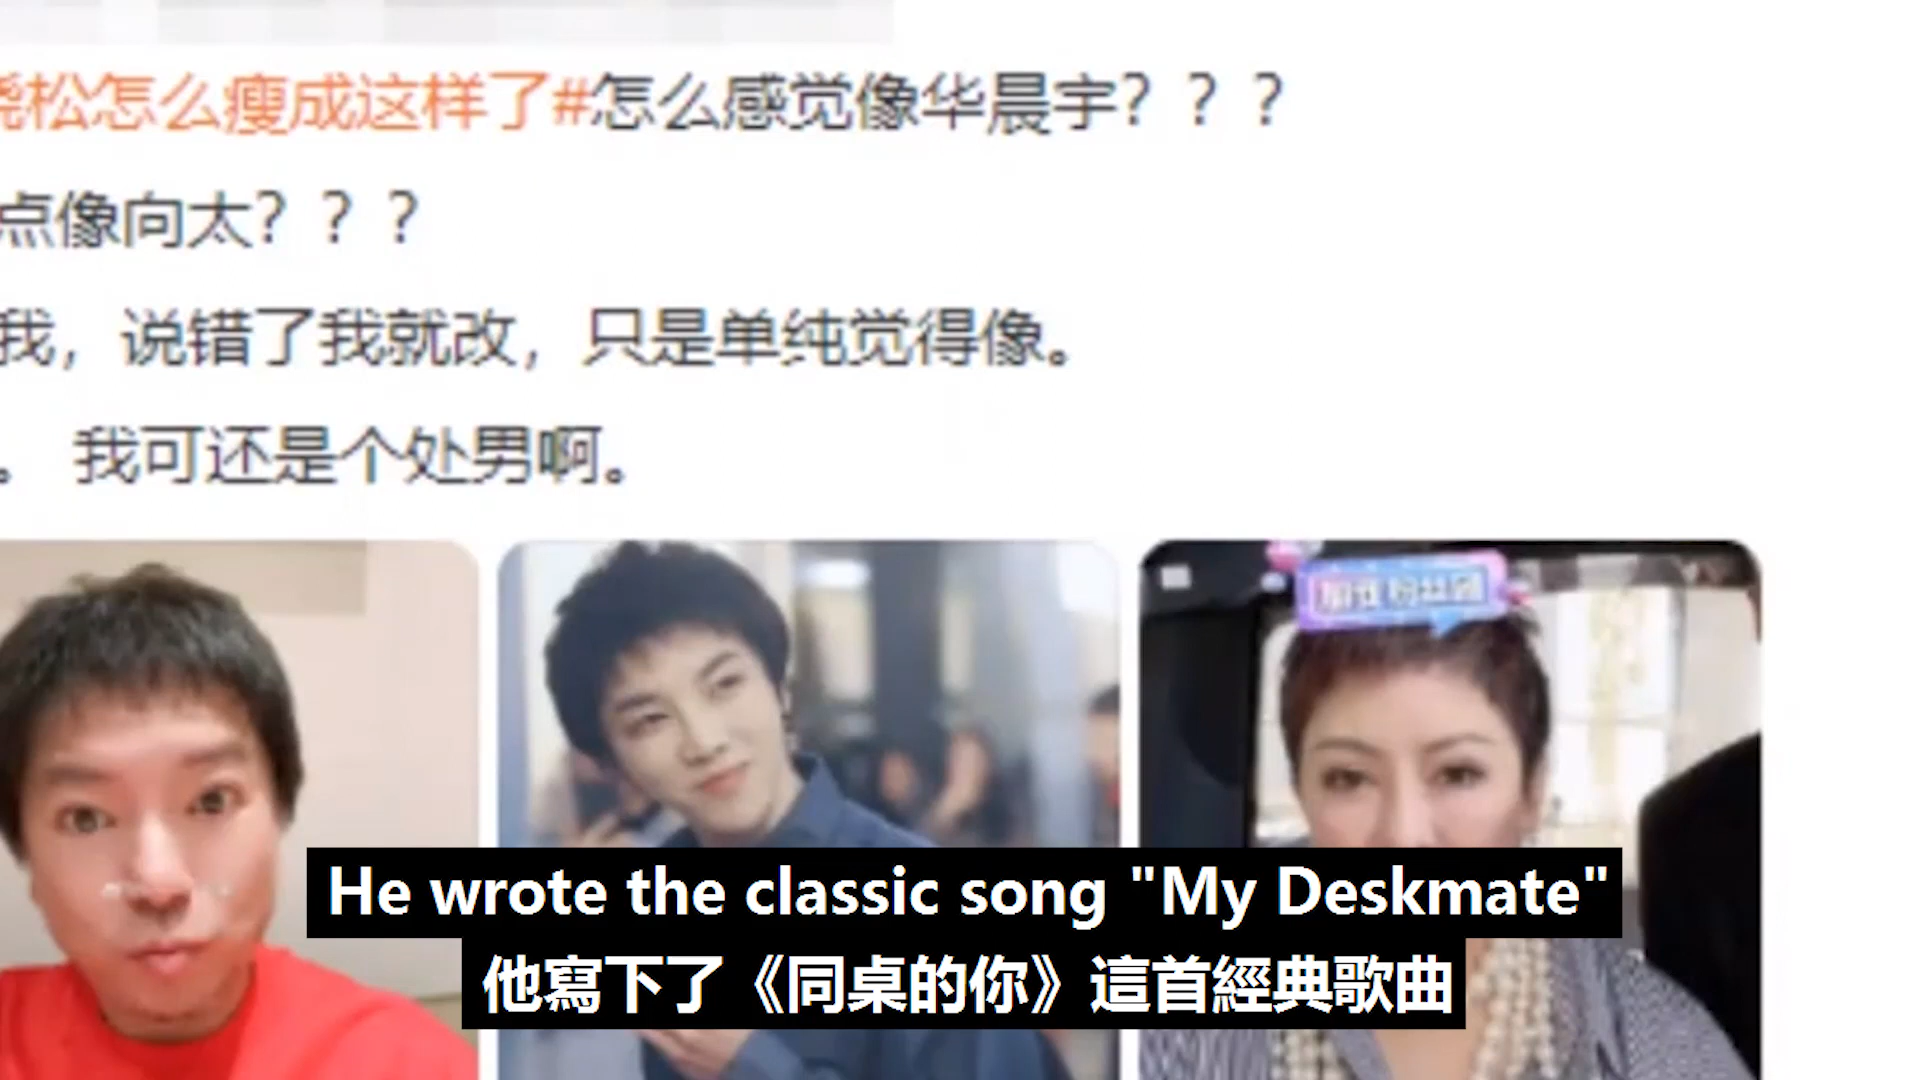 晓松怎么瘦成这样了#怎么感觉像华晨宇？？？
点像向太？？？
我，说错了我就改，只是单纯觉得像。
。 我可还是个处男啊。
He wrote the classic song "My Deskmate"
他寫下了《同桌的你》這首經典歌曲